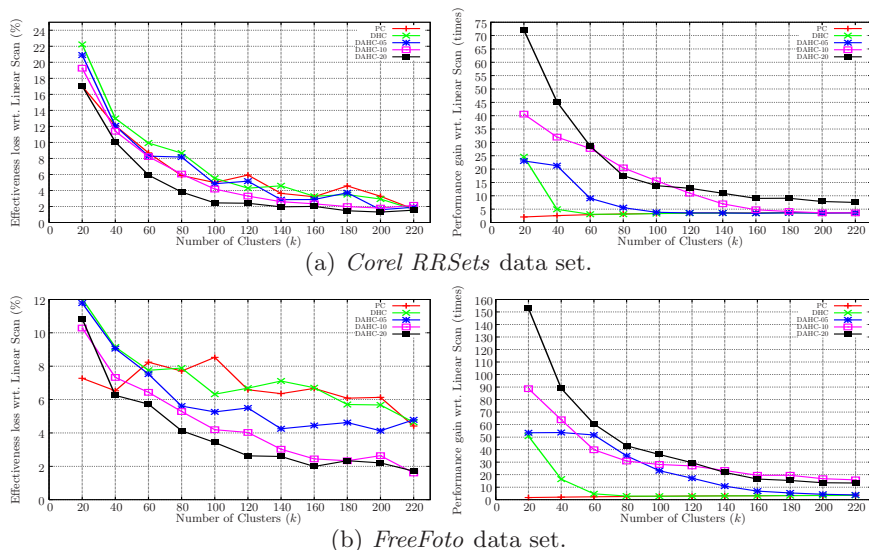 Effectiveness loss wrt. Linear Scan (%)
24
22
20
18
16
14
12
10
8
6
4
2
0
20 40 60 80 100 120 140 160 180 200 220
Number of Clusters (k)
PC
DHC
DAHC-05
DAHC-10
DAHC-20
Performance gain wrt. Linear Scan (times)
75
70
65
60
55
50
45
40
35
30
25
20
15
10
5
0
20 40 60 80 100 120 140 160 180 200 220
Number of Clusters (k)
PC
DHC
DAHC-05
DAHC-10
DAHC-20
(a) Corel RRSets data set.
Effectiveness loss wrt. Linear Scan (%)
12
10
8
6
4
2
0
20 40 60 80 100 120 140 160 180 200 220
Number of Clusters (k)
PC
DHC
DAHC-05
DAHC-10
DAHC-20
Performance gain wrt. Linear Scan (times)
160
150
140
130
120
110
100
90
80
70
60
50
40
30
20
10
0
20 40 60 80 100 120 140 160 180 200 220
Number of Clusters (k)
PC
DHC
DAHC-05
DAHC-10
DAHC-20
(b) FreeFoto data set.